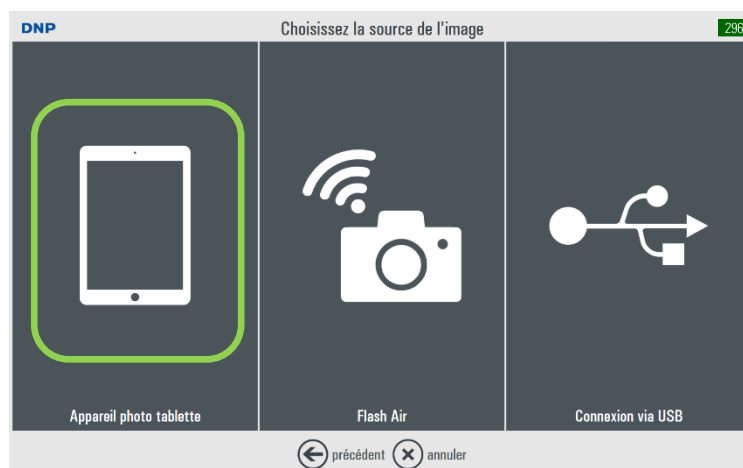 DNP
Choisissez la source de l'image
296
Appareil photo tablette
Flash Air
Connexion via USB
précédent
annuler